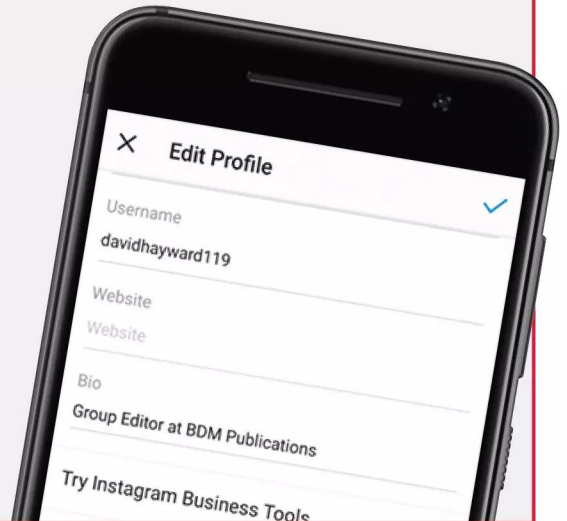 Edit Profile
Username
davidhayward119
Website
Website
Bio
Group Editor at BDM Publications
Try Instagram Business Tools